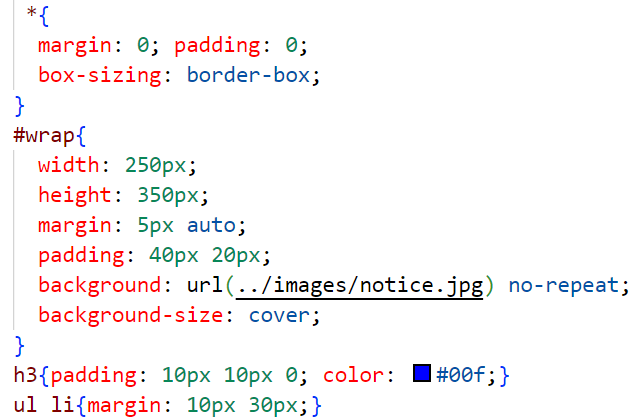 *{
margin: 0; padding: 0;
box-sizing: border-box;
}
#wrap{
width: 250px;
height: 350px;
margin: 5px auto;
padding: 40px 20px;
background: url(../images/notice.jpg) no-repeat;
background-size: cover;
}
h3{padding: 10px 10px 0; color: #00f;}
ul li{margin: 10px 30px;}